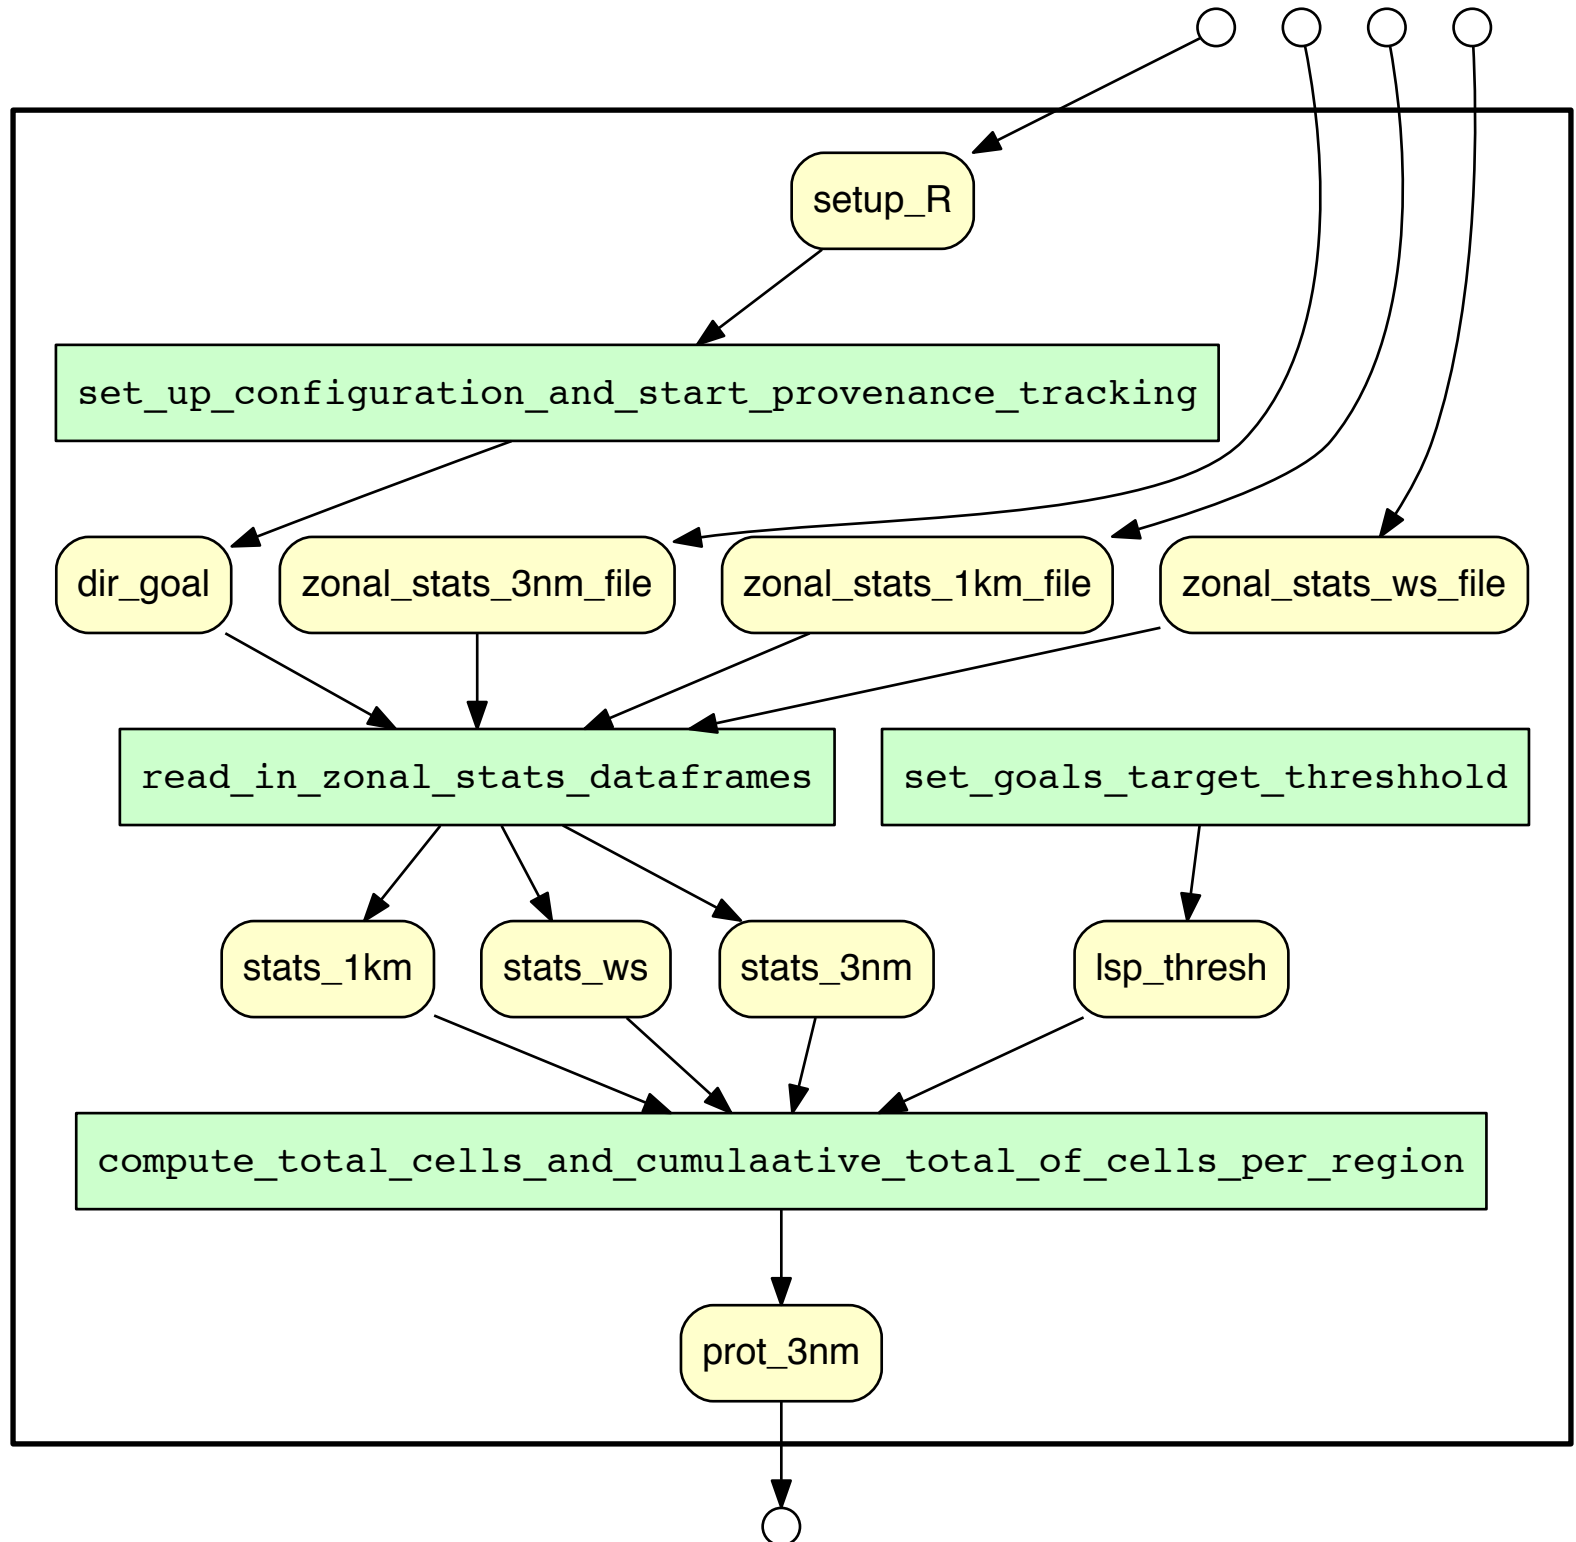 setup_R
set_up_configuration_and_start_provenance_tracking
dir_goal
zonal_stats_3nm_file
zonal_stats_1km_file
zonal_stats_ws_file
read_in_zonal_stats_dataframes
set_goals_target_threshhold
stats_1km
stats_ws
stats_3nm
lsp_thresh
compute_total_cells_and_cumulaative_total_of_cells_per_region
prot_3nm